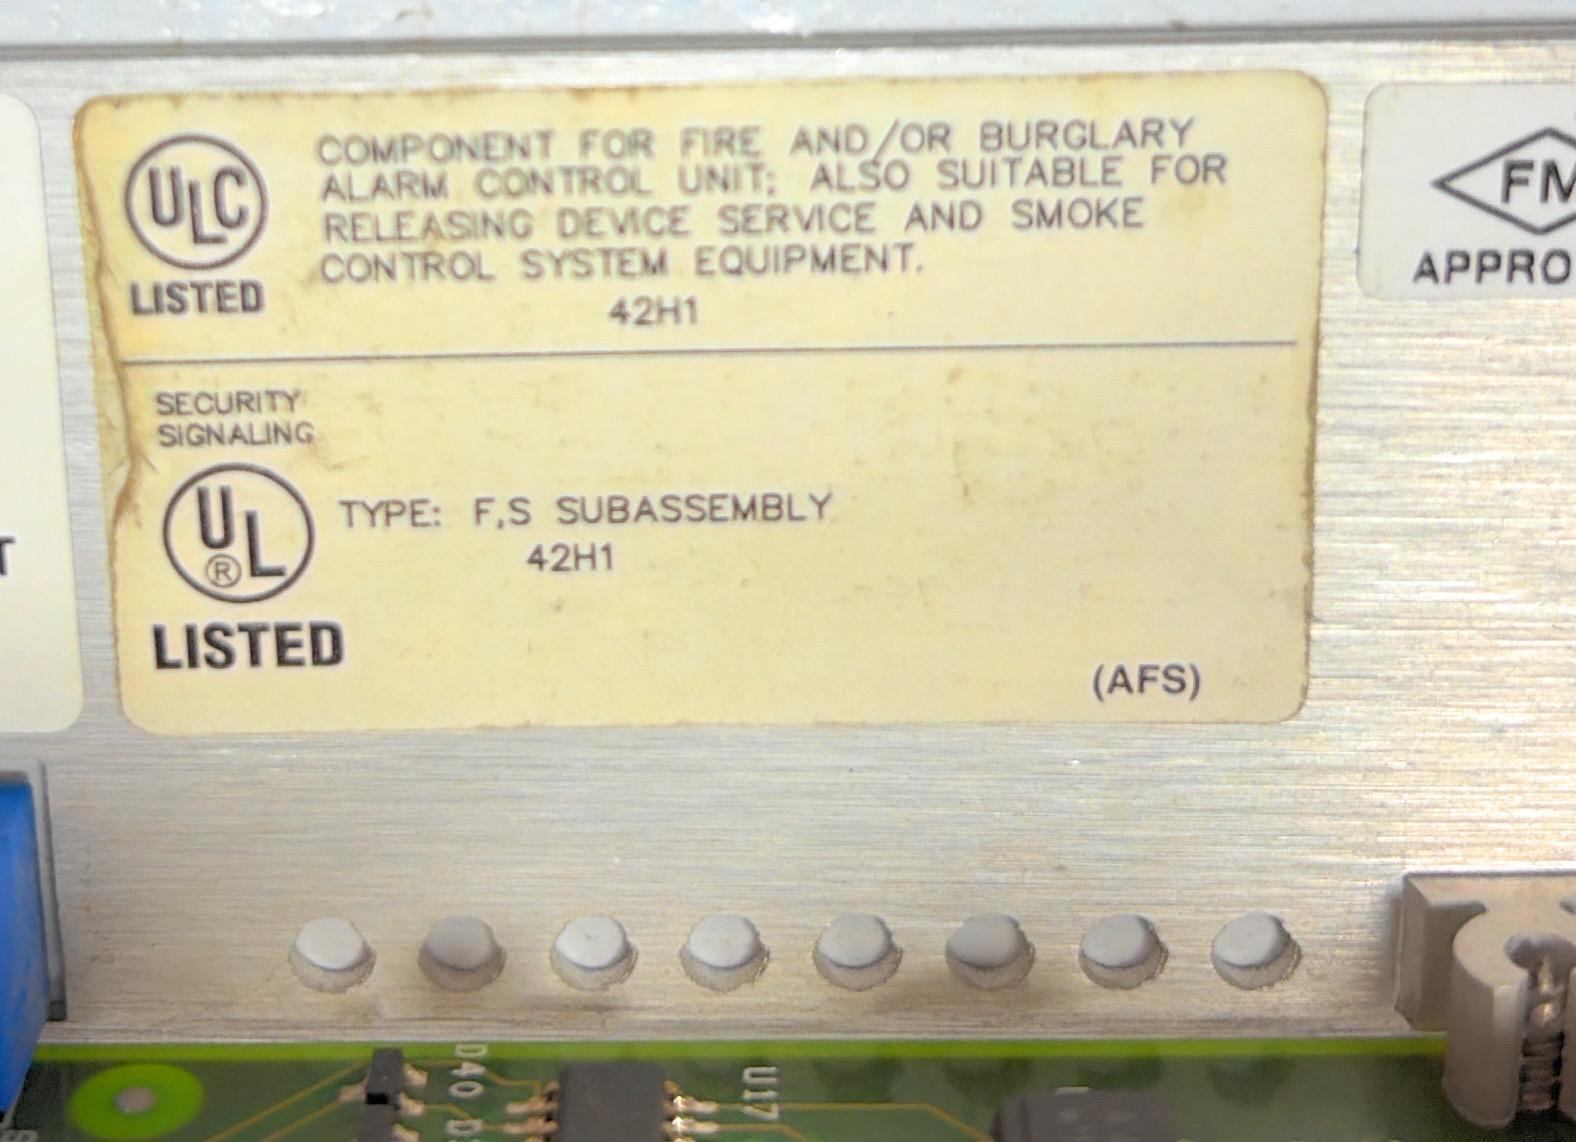 ULC
LISTED
COMPONENT FOR FIRE AND/OR BURGLARY
ALARM CONTROL UNIT; ALSO SUITABLE FOR
RELEASING DEVICE SERVICE AND SMOKE
CONTROL SYSTEM EQUIPMENT.
42H1
SECURITY
SIGNALING
UL
®
LISTED
TYPE: F,S SUBASSEMBLY
42H1
(AFS)
FM
APPRO
T
D40
U17